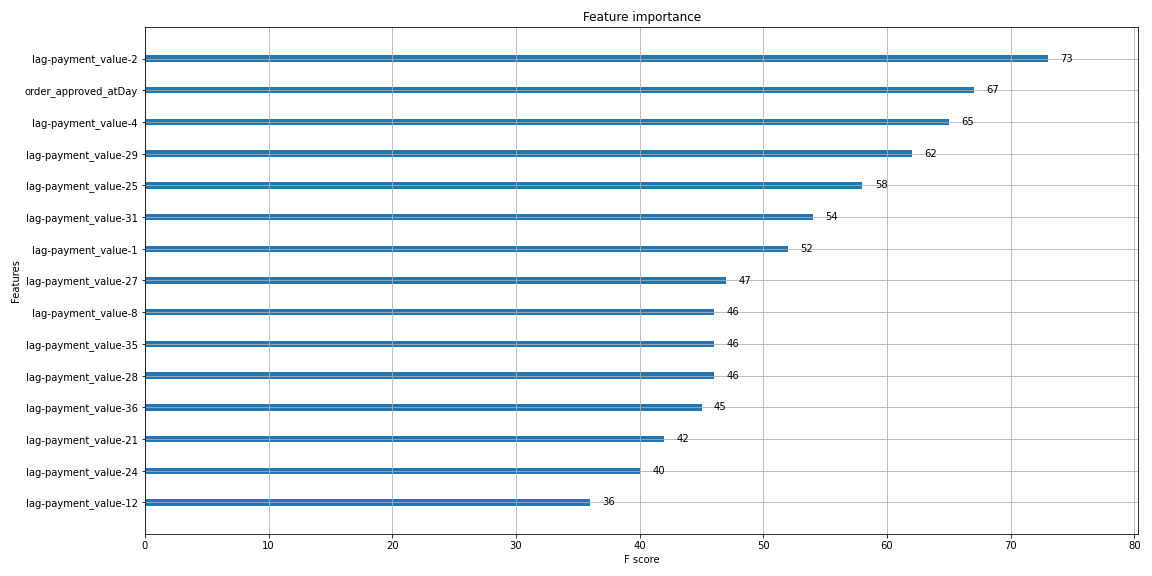 Feature importance
lag-payment_value-2 73
order_approved_atDay 67
lag-payment_value-4 65
lag-payment_value-29 62
lag-payment_value-25 58
lag-payment_value-31 54
lag-payment_value-1 52
lag-payment_value-27 47
lag-payment_value-8 46
lag-payment_value-35 46
lag-payment_value-28 46
lag-payment_value-36 45
lag-payment_value-21 42
lag-payment_value-24 40
lag-payment_value-12 36
Features
0 10 20 30 40 50 60 70 80
F score